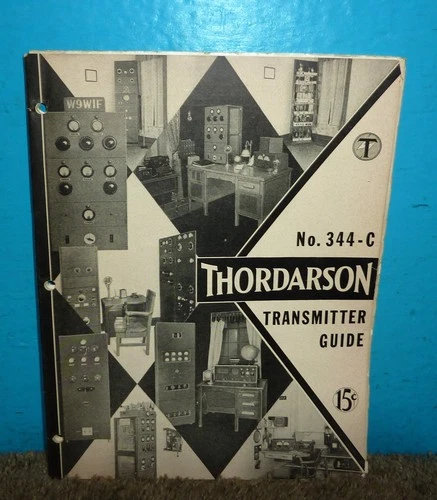 W9WIF
T
No. 344-C
THORDARSON
TRANSMITTER
GUIDE
15¢